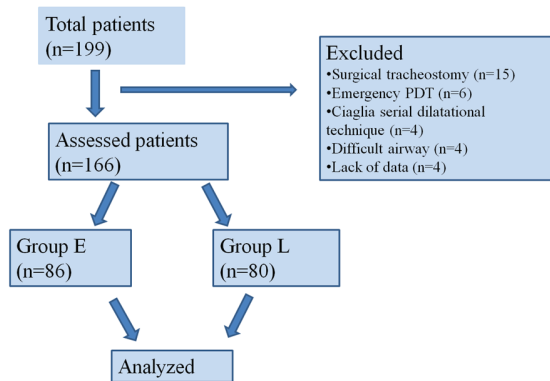 Total patients
(n=199)
Excluded
•Surgical tracheostomy (n=15)
•Emergency PDT (n=6)
•Ciaglia serial dilatational
technique (n=4)
•Difficult airway (n=4)
•Lack of data (n=4)
Assessed patients
(n=166)
Group E
(n=86)
Group L
(n=80)
Analyzed